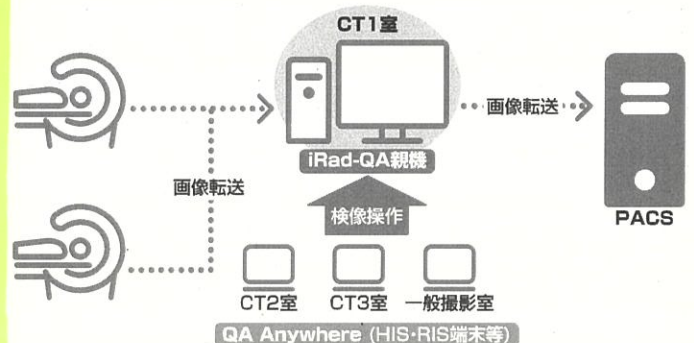 CT1室
画像転送
iRad-QA親機
画像転送
検像操作
PACS
CT2室
CT3室
一般撮影室
QA Anywhere (HIS・RIS端末等)